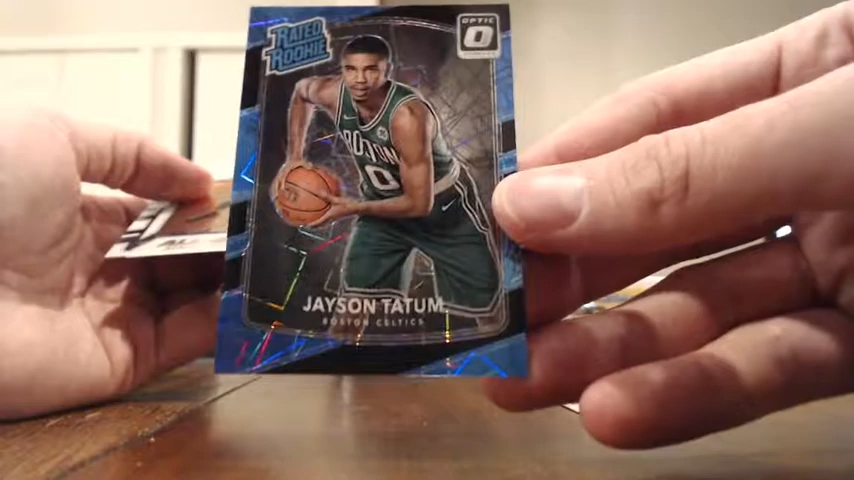 RATED
ROOKIE
OPTIC
BOSTON
0
JAYSON TATUM
BOSTON CELTICS